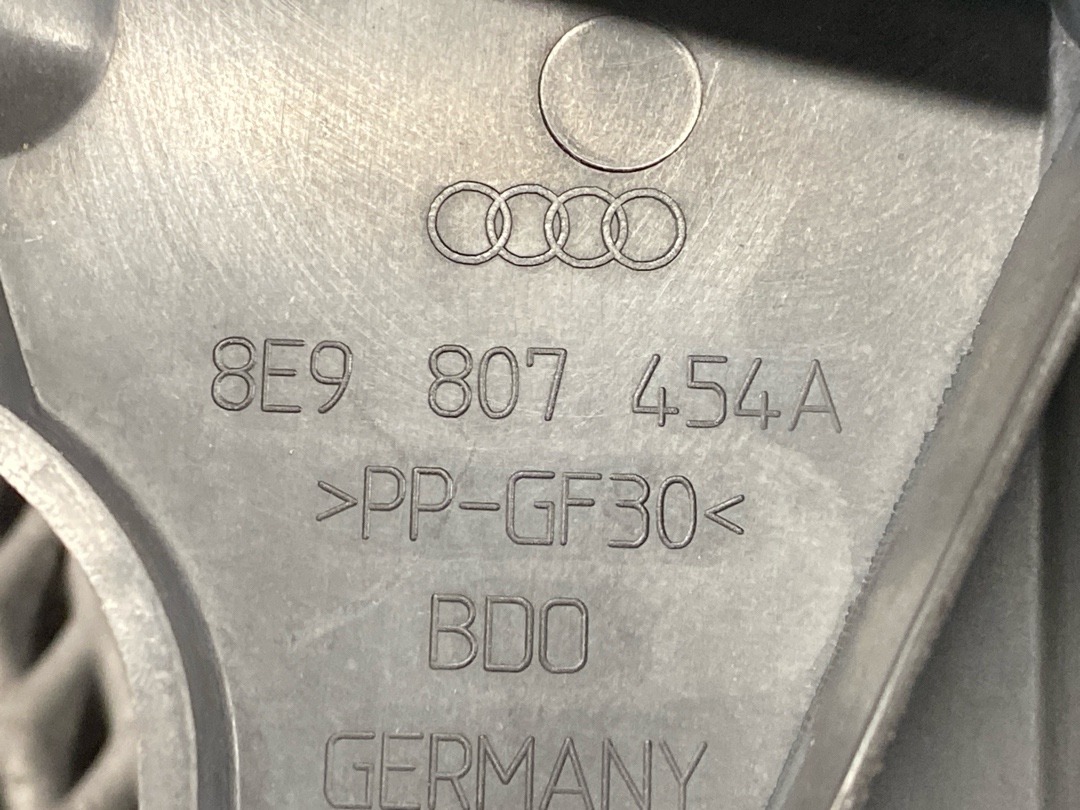 8E9 807 454A
>PP-GF30<
BDO
GERMANY